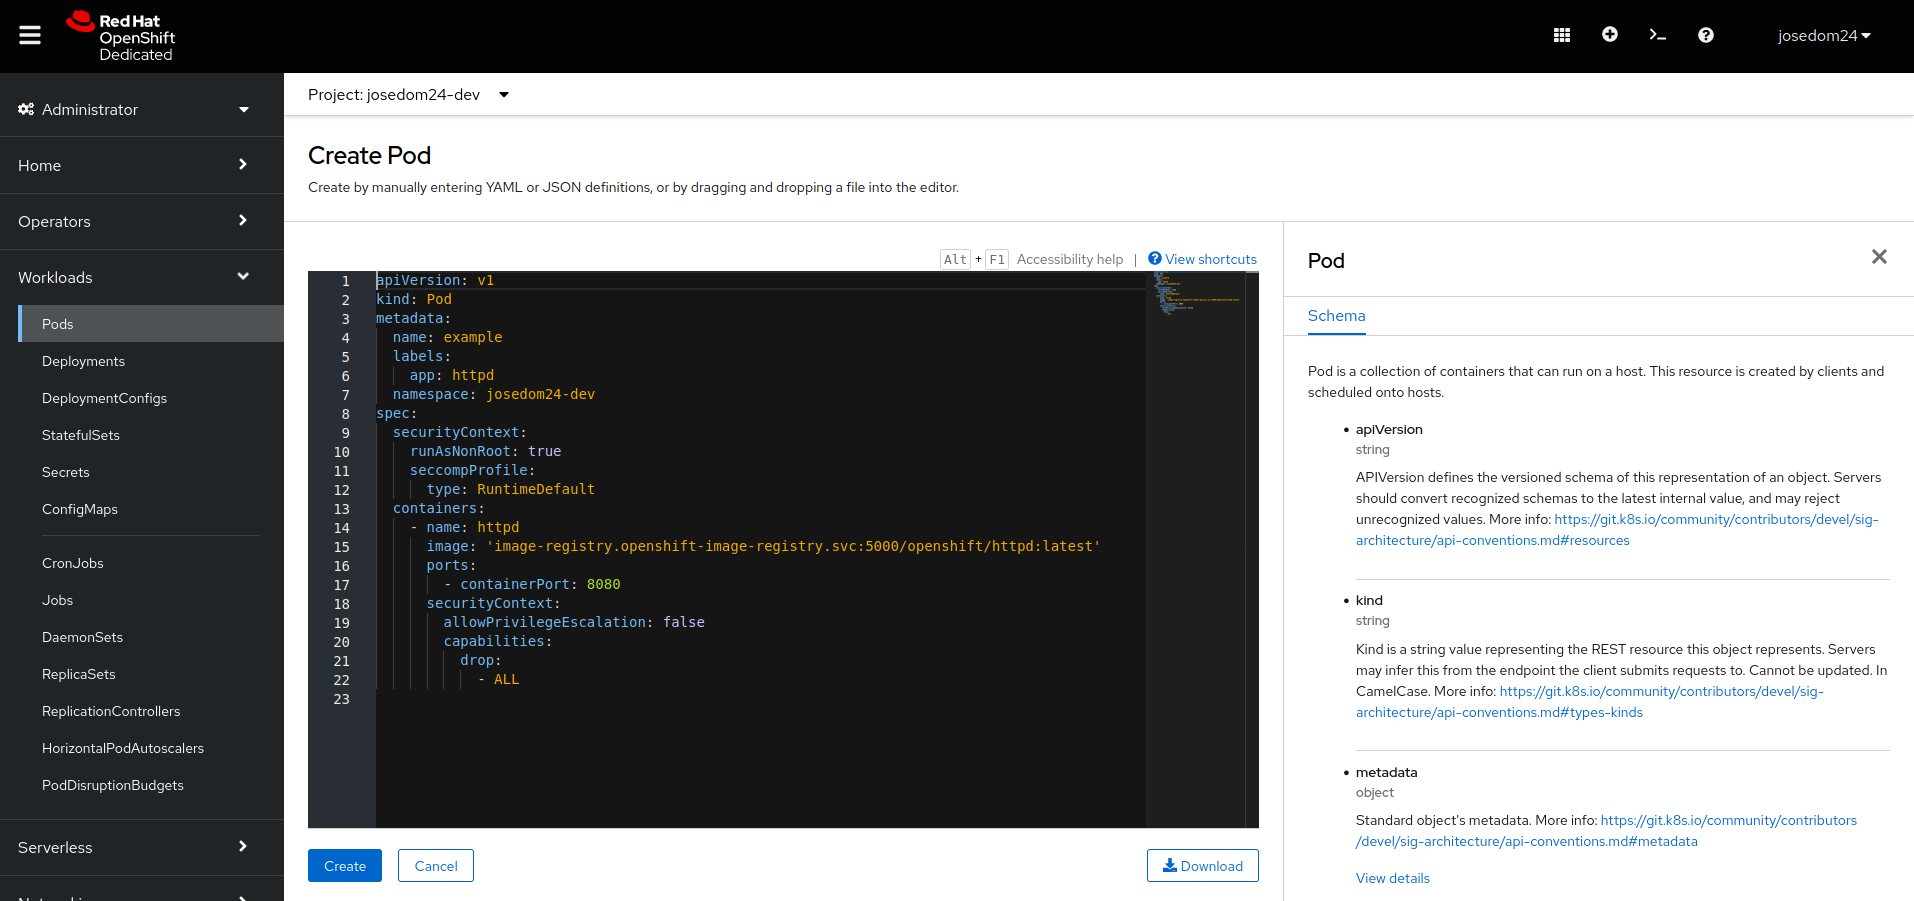 Red Hat
OpenShift
Dedicated
josedom24
Administrator
Home
Operators
Workloads
Pods
Deployments
DeploymentConfigs
StatefulSets
Secrets
ConfigMaps
CronJobs
Jobs
DaemonSets
ReplicaSets
ReplicationControllers
HorizontalPodAutoscalers
PodDisruptionBudgets
Serverless
Project: josedom24-dev
Create Pod
Create by manually entering YAML or JSON definitions, or by dragging and dropping a file into the editor.
Alt + F1 Accessibility help | View shortcuts
1 apiVersion: v1
2 kind: Pod
3 metadata:
4 name: example
5 labels:
6 app: httpd
7 namespace: josedom24-dev
8 spec:
9 securityContext:
10 runAsNonRoot: true
11 seccompProfile:
12 type: RuntimeDefault
13 containers:
14 - name: httpd
15 image: 'image-registry.openshift-image-registry.svc:5000/openshift/httpd:latest'
16 ports:
17 - containerPort: 8080
18 securityContext:
19 allowPrivilegeEscalation: false
20 capabilities:
21 drop:
22 - ALL
23
Create Cancel Download
Pod
Schema
Pod is a collection of containers that can run on a host. This resource is created by clients and
scheduled onto hosts.
• apiVersion
string
APIVersion defines the versioned schema of this representation of an object. Servers
should convert recognized schemas to the latest internal value, and may reject
unrecognized values. More info: https://git.k8s.io/community/contributors/devel/sig-
architecture/api-conventions.md#resources
• kind
string
Kind is a string value representing the REST resource this object represents. Servers
may infer this from the endpoint the client submits requests to. Cannot be updated. In
CamelCase. More info: https://git.k8s.io/community/contributors/devel/sig-
architecture/api-conventions.md#types-kinds
• metadata
object
Standard object's metadata. More info: https://git.k8s.io/community/contributors
/devel/sig-architecture/api-conventions.md#metadata
View details